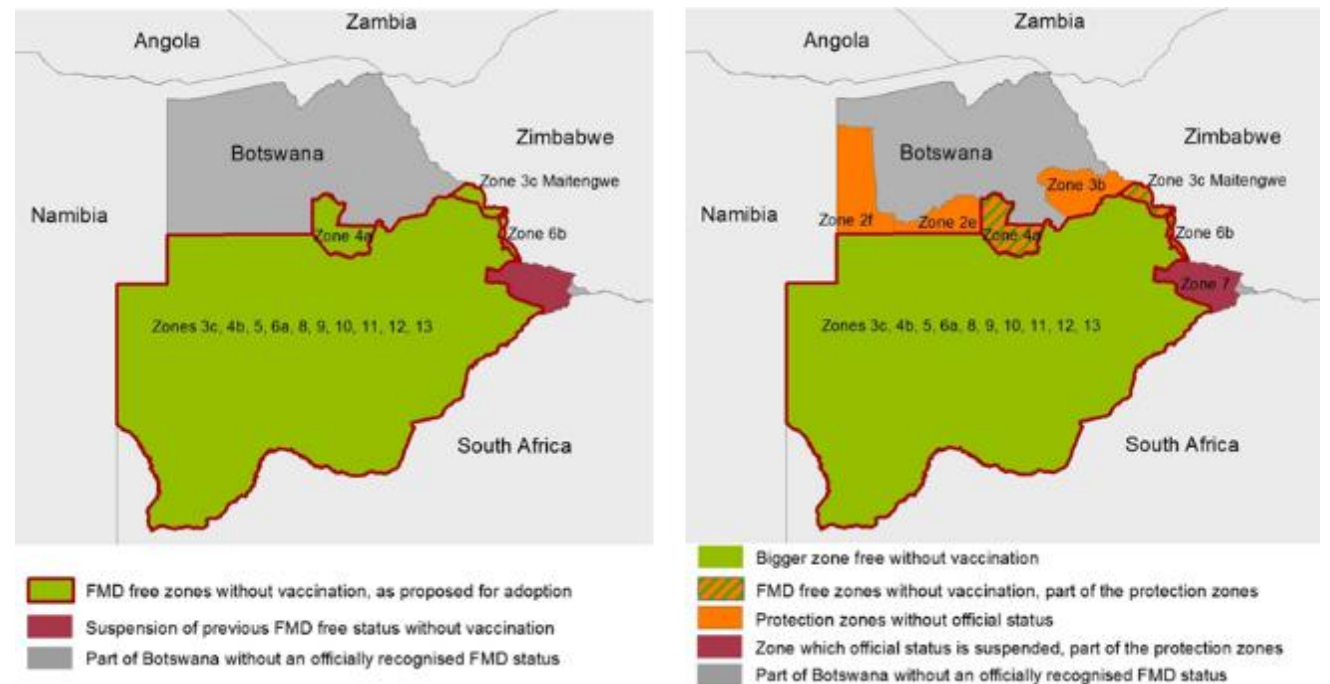 Zambia
Angola
Zimbabwe
Botswana
Zone 3c Maitengwe
Namibia
Zone 6b
Zone 4a
Zones 3c, 4b, 5, 6a, 8, 9, 10, 11, 12, 13
South Africa
FMD free zones without vaccination, as proposed for adoption
Suspension of previous FMD free status without vaccination
Part of Botswana without an officially recognised FMD status
Zambia
Angola
Zimbabwe
Botswana
Zone 3b
Zone 3c Maitengwe
Namibia
Zone 2f
Zone 2e
Zone 4a
Zone 6b
Zone 7
Zones 3c, 4b, 5, 6a, 8, 9, 10, 11, 12, 13
South Africa
Bigger zone free without vaccination
FMD free zones without vaccination, part of the protection zones
Protection zones without official status
Zone which official status is suspended, part of the protection zones
Part of Botswana without an officially recognised FMD status